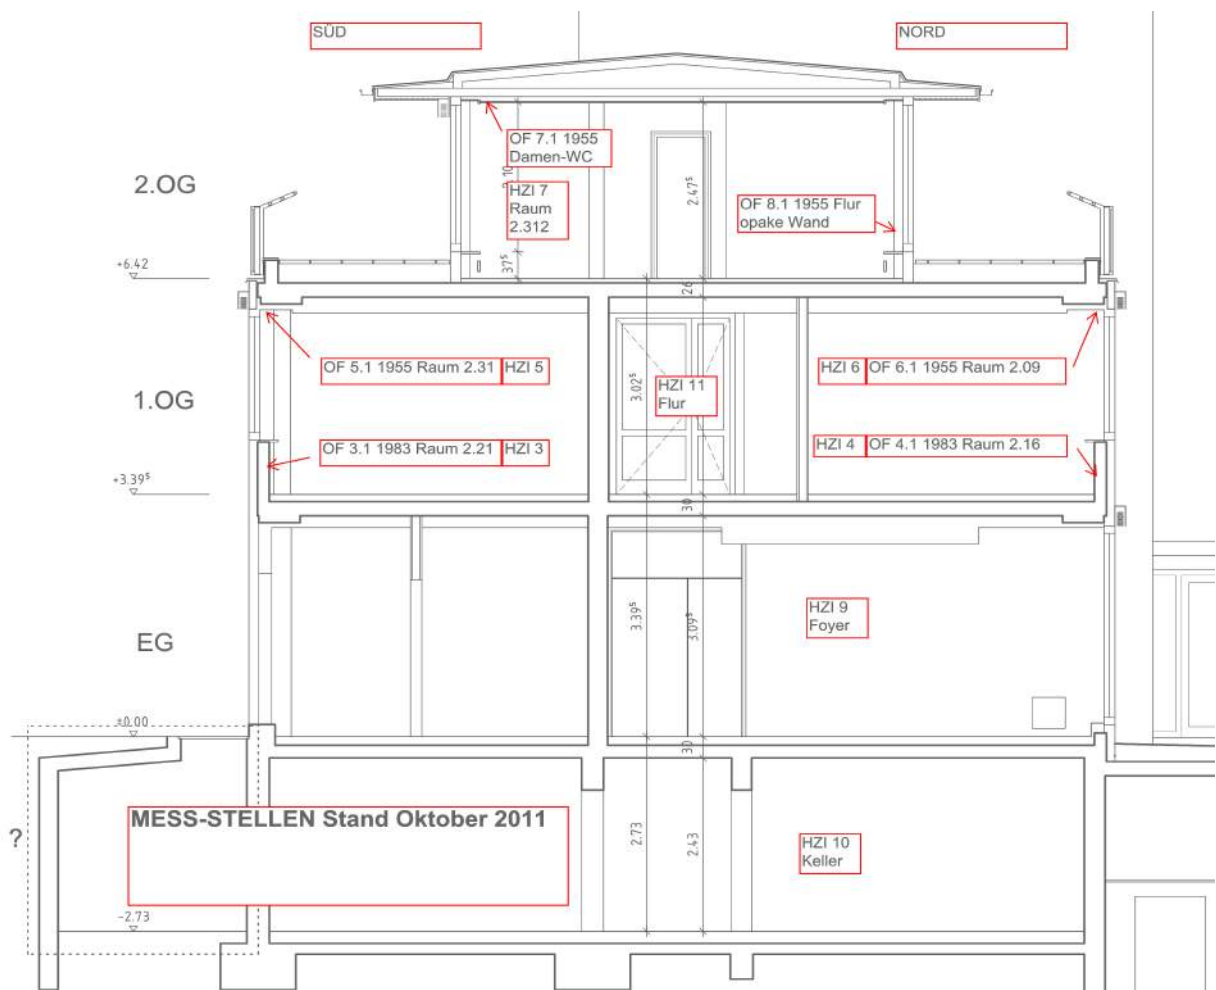 SÜD
NORD
OF 7.1 1955
Damen-WC
2.OG
HZI 7
Raum
2.312
2.47⁵
OF 8.1 1955 Flur
opake Wand
37⁵
+6.42
26
OF 5.1 1955 Raum 2.31
HZI 5
3.02⁵
HZI 11
Flur
HZI 6
OF 6.1 1955 Raum 2.09
1.OG
OF 3.1 1983 Raum 2.21
HZI 3
HZI 4
OF 4.1 1983 Raum 2.16
+3.39⁵
30
3.39⁵
3.09⁵
HZI 9
Foyer
EG
±0.00
30
MESS-STELLEN Stand Oktober 2011
?
2.73
2.43
HZI 10
Keller
-2.73